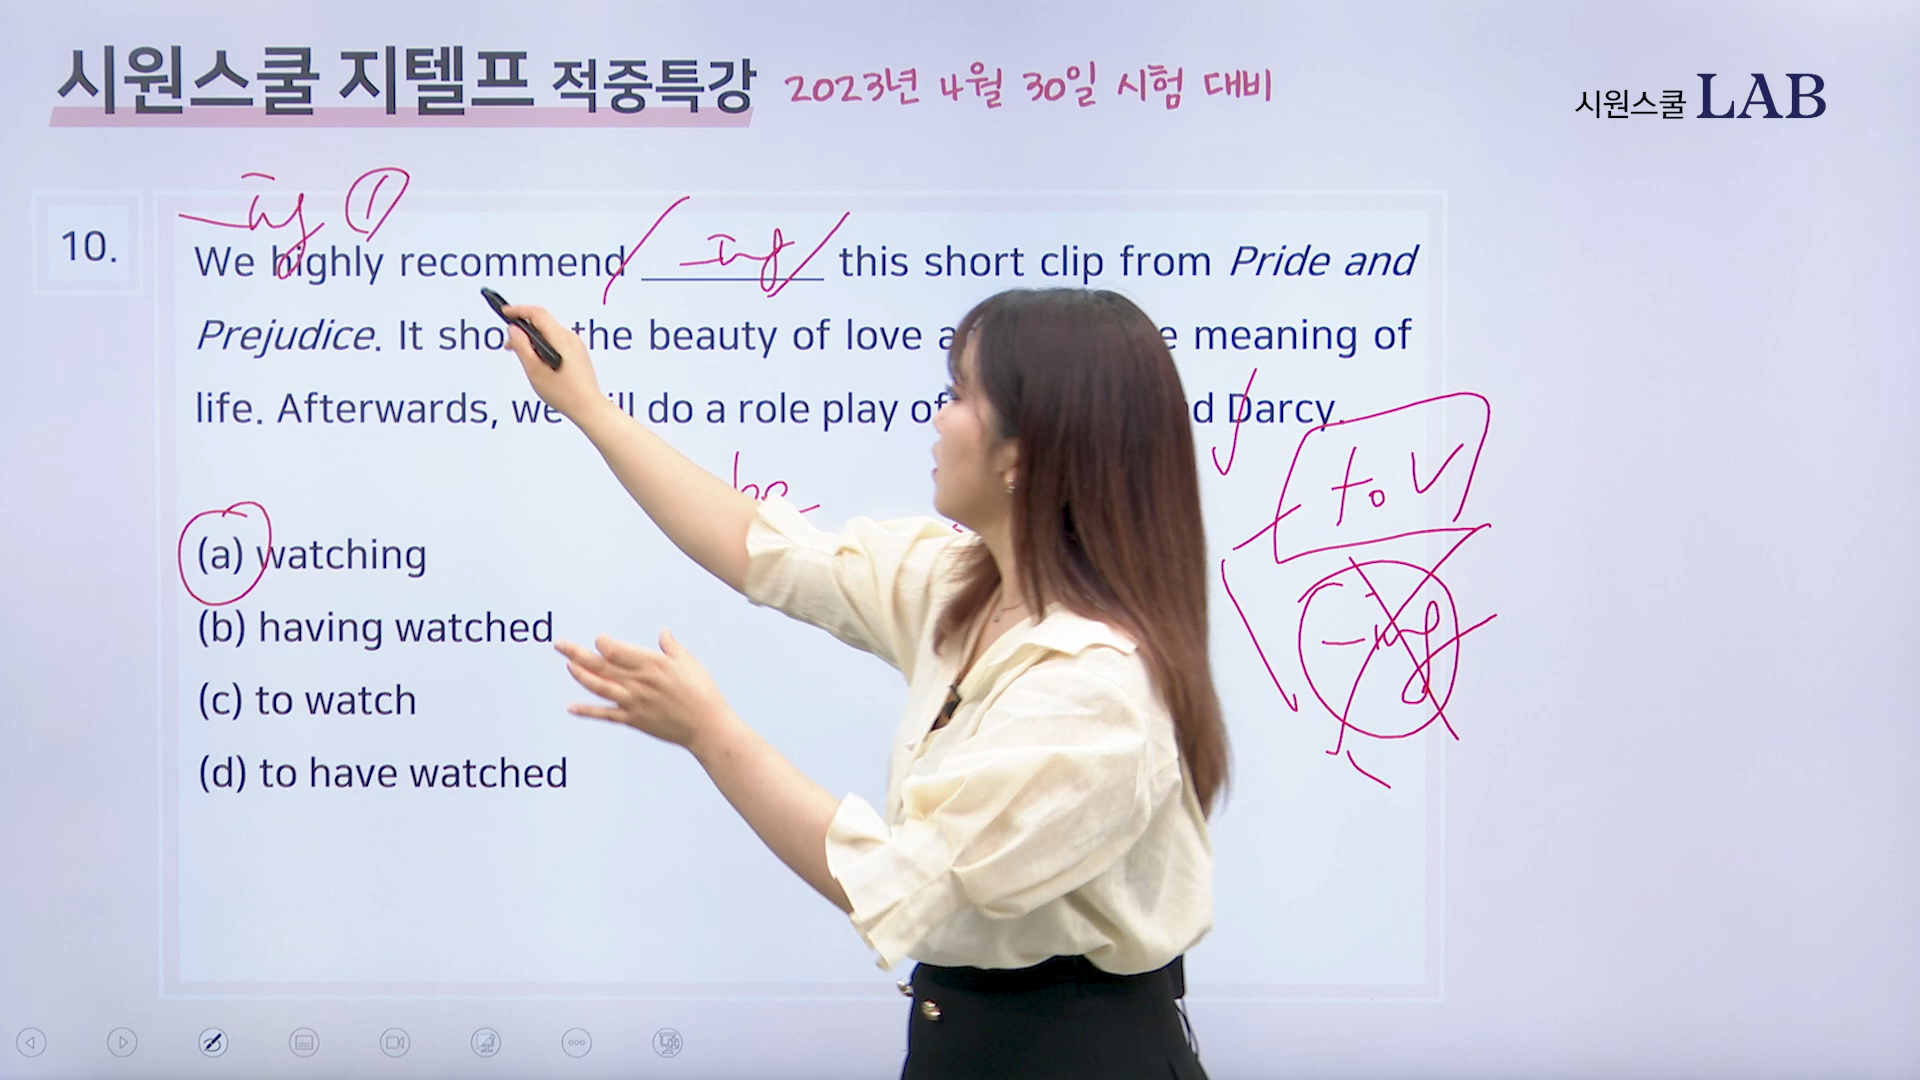 시원스쿨 지텔프 적중특강 2023년 4월 30일 시험 대비
시원스쿨 LAB
-ing ①
10.
We highly recommend -ing this short clip from Pride and
Prejudice. It sho the beauty of love a e meaning of
life. Afterwards, we ill do a role play of d Darcy.
to V
-ing
(a) watching
(b) having watched
(c) to watch
(d) to have watched